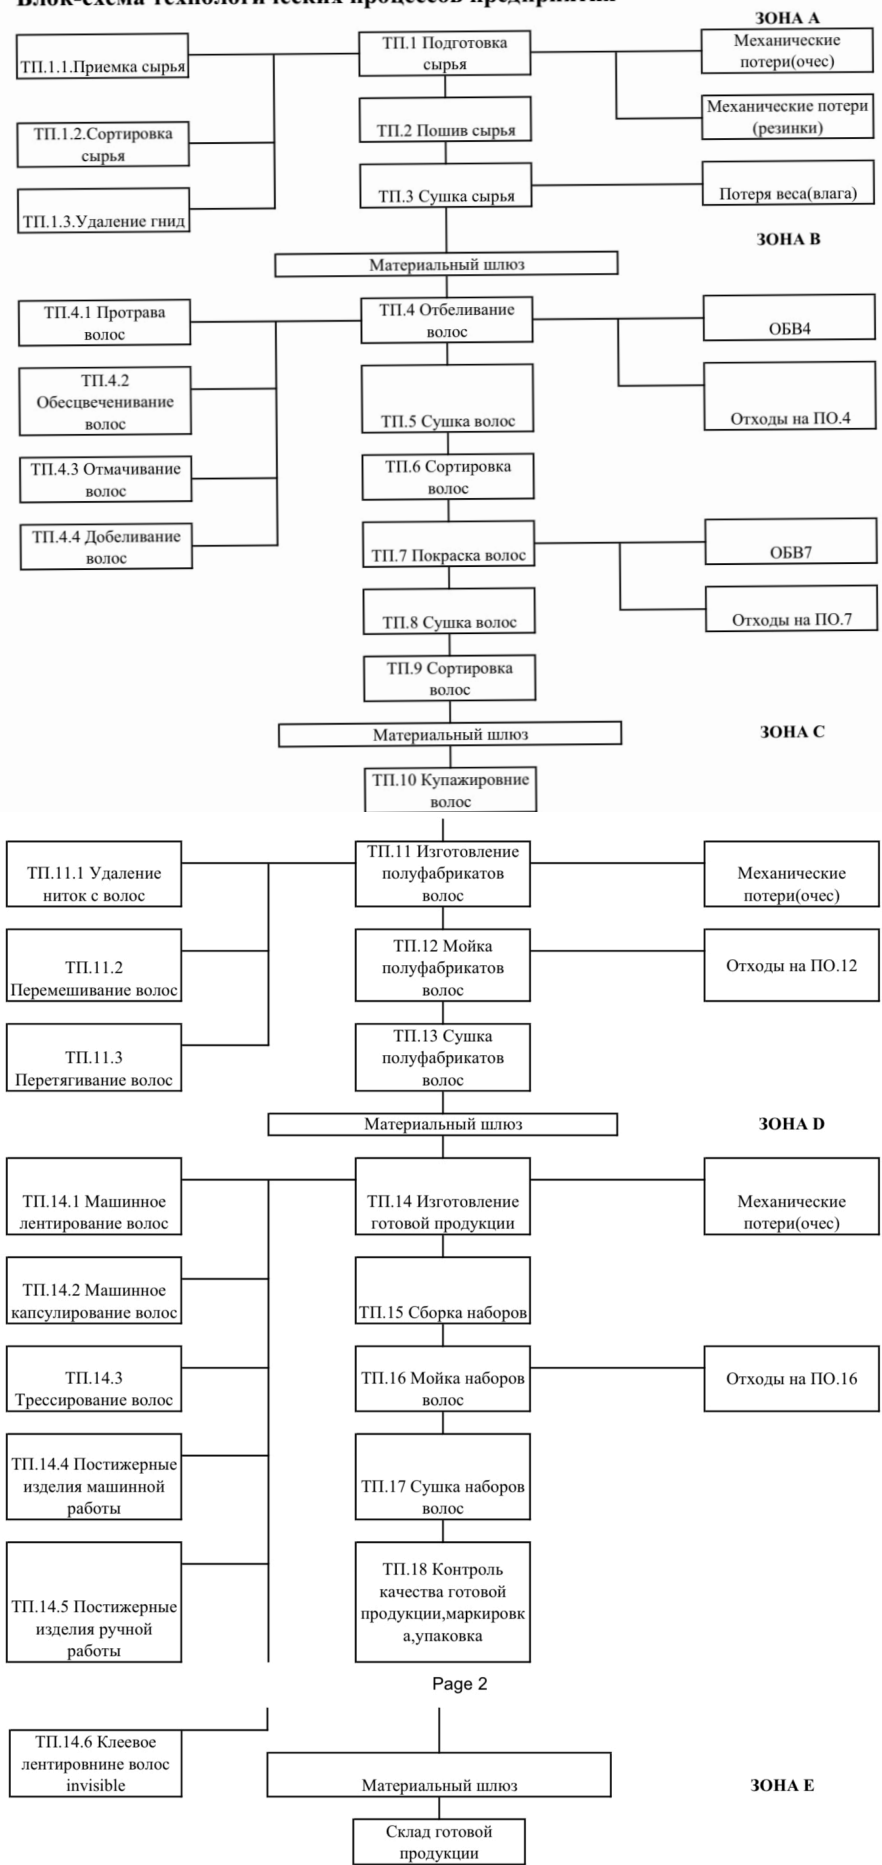 Блок-схема технологических процессов предприятия
ЗОНА А
ТП.1.1.Приемка сырья
ТП.1 Подготовка
сырья
Механические
потери(очес)
ТП.1.2.Сортировка
сырья
ТП.2 Пошив сырья
Механические потери
(резинки)
ТП.1.3.Удаление гнид
ТП.3 Сушка сырья
Потеря веса(влага)
ЗОНА В
Материальный шлюз
ТП.4.1 Протрава
волос
ТП.4 Отбеливание
волос
ОБВ4
ТП.4.2
Обесцвеченивание
волос
ТП.5 Сушка волос
Отходы на ПО.4
ТП.4.3 Отмачивание
волос
ТП.6 Сортировка
волос
ТП.4.4 Добеливание
волос
ТП.7 Покраска волос
ОБВ7
ТП.8 Сушка волос
Отходы на ПО.7
ТП.9 Сортировка
волос
Материальный шлюз
ЗОНА С
ТП.10 Купажировние
волос
ТП.11.1 Удаление
ниток с волос
ТП.11 Изготовление
полуфабрикатов
волос
Механические
потери(очес)
ТП.11.2
Перемешивание волос
ТП.12 Мойка
полуфабрикатов
волос
Отходы на ПО.12
ТП.11.3
Перетягивание волос
ТП.13 Сушка
полуфабрикатов
волос
Материальный шлюз
ЗОНА D
ТП.14.1 Машинное
лентирование волос
ТП.14 Изготовление
готовой продукции
Механические
потери(очес)
ТП.14.2 Машинное
капсулирование волос
ТП.15 Сборка наборов
ТП.14.3
Трессирование волос
ТП.16 Мойка наборов
волос
Отходы на ПО.16
ТП.14.4 Постижерные
изделия машинной
работы
ТП.17 Сушка наборов
волос
ТП.14.5 Постижерные
изделия ручной
работы
ТП.18 Контроль
качества готовой
продукции,маркировк
а,упаковка
Page 2
ТП.14.6 Клеевое
лентировнине волос
invisible
Материальный шлюз
ЗОНА Е
Склад готовой
продукции